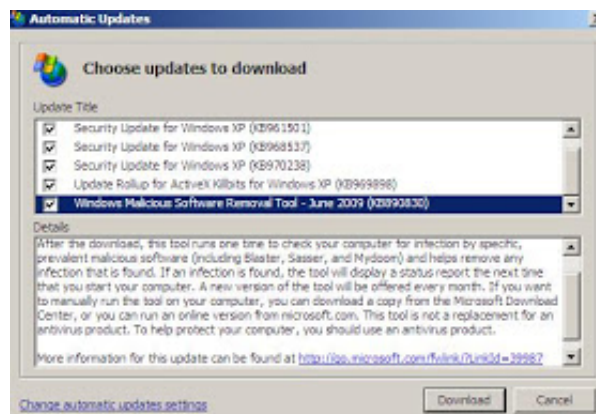 Automatic Updates
Choose updates to download
Update Title
Security Update for Windows XP (KB961501)
Security Update for Windows XP (KB968537)
Security Update for Windows XP (KB970238)
Update Rollup for ActiveX Killbits for Windows XP (KB969898)
Windows Malicious Software Removal Tool - June 2009 (KB890830)
Details
After the download, this tool runs one time to check your computer for infection by specific,
prevalent malicious software (including Blaster, Sasser, and Mydoom) and helps remove any
infection that is found. If an infection is found, the tool will display a status report the next time
that you start your computer. A new version of the tool will be offered every month. If you want
to manually run the tool on your computer, you can download a copy from the Microsoft Download
Center, or you can run an online version from microsoft.com. This tool is not a replacement for an
antivirus product. To help protect your computer, you should use an antivirus product.
More information for this update can be found at http://go.microsoft.com/fwlink/?LinkId=39987
Change automatic updates settings
Download
Cancel